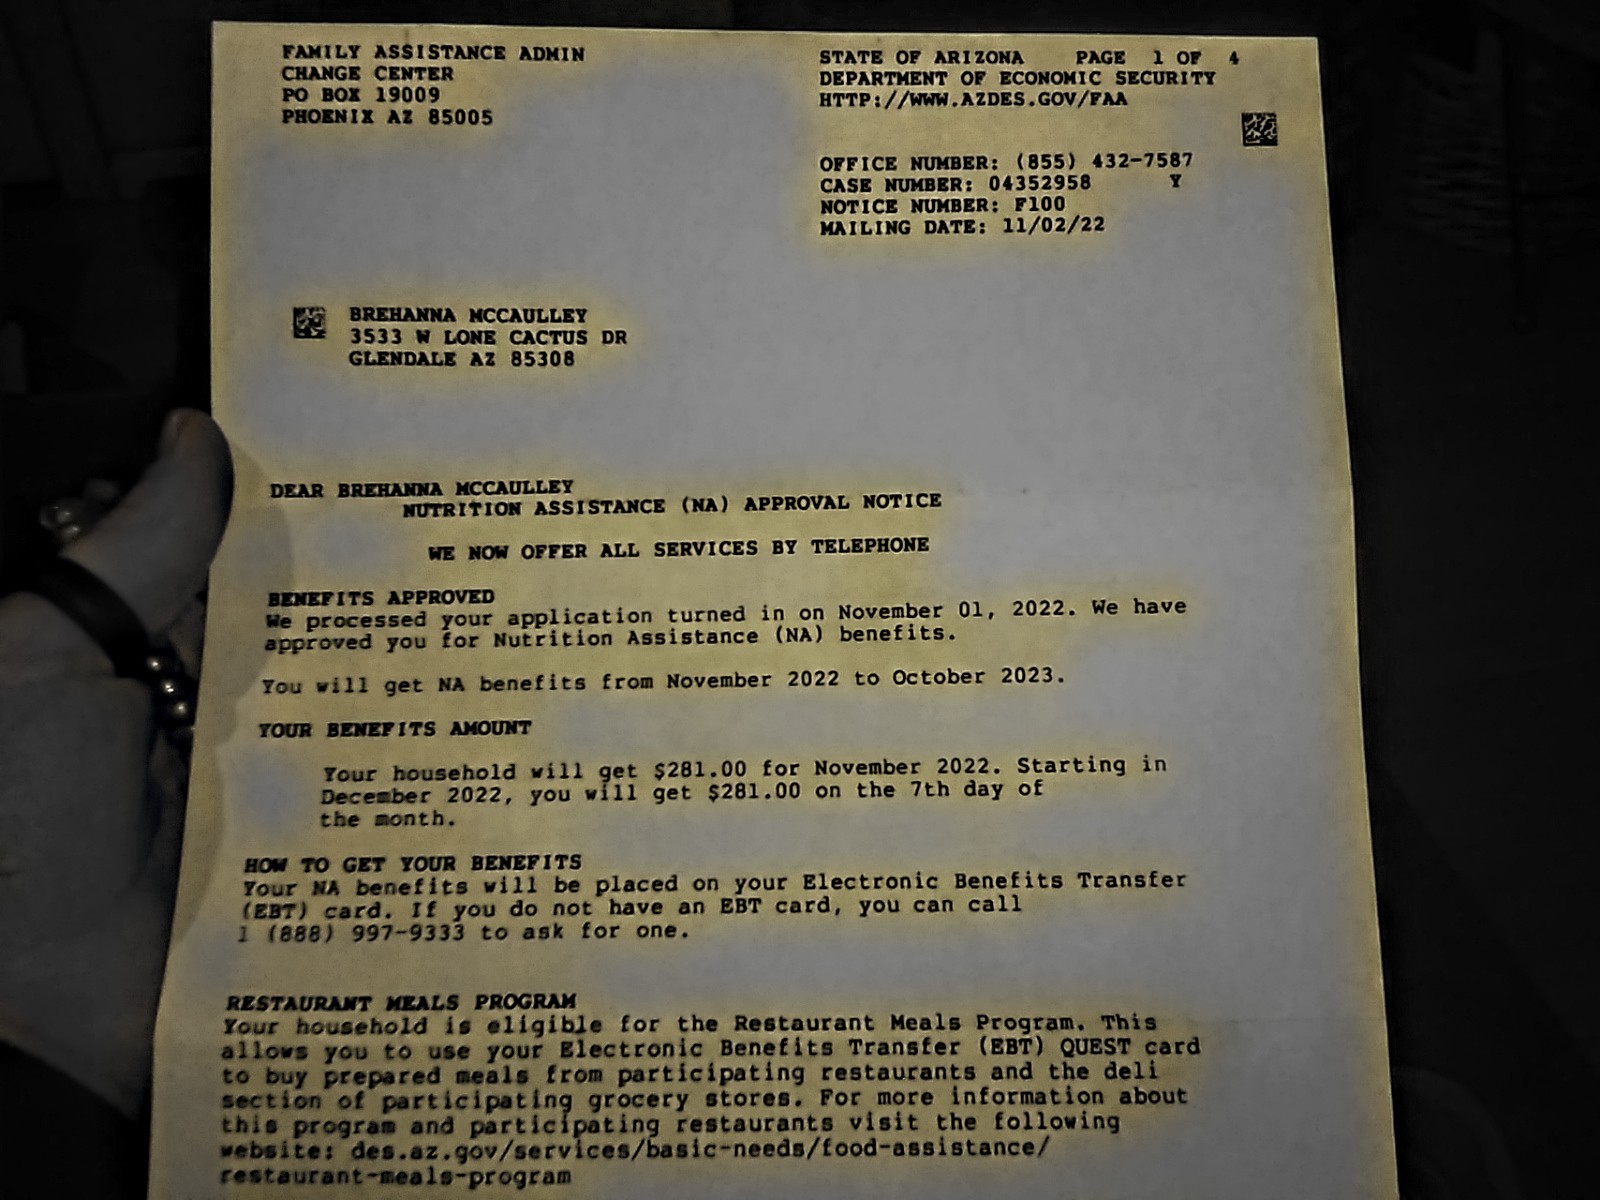 FAMILY ASSISTANCE ADMIN
CHANGE CENTER
PO BOX 19009
PHOENIX AZ 85005
STATE OF ARIZONA PAGE 1 OF 4
DEPARTMENT OF ECONOMIC SECURITY
HTTP://WWW.AZDES.GOV/FAA
OFFICE NUMBER: (855) 432-7587
CASE NUMBER: 04352958 Y
NOTICE NUMBER: F100
MAILING DATE: 11/02/22
BREHANNA MCCAULLEY
3533 W LONE CACTUS DR
GLENDALE AZ 85308
DEAR BREHANNA MCCAULLEY
NUTRITION ASSISTANCE (NA) APPROVAL NOTICE
WE NOW OFFER ALL SERVICES BY TELEPHONE
BENEFITS APPROVED
We processed your application turned in on November 01, 2022. We have
approved you for Nutrition Assistance (NA) benefits.
You will get NA benefits from November 2022 to October 2023.
YOUR BENEFITS AMOUNT
Your household will get $281.00 for November 2022. Starting in
December 2022, you will get $281.00 on the 7th day of
the month.
HOW TO GET YOUR BENEFITS
Your NA benefits will be placed on your Electronic Benefits Transfer
(EBT) card. If you do not have an EBT card, you can call
1 (888) 997-9333 to ask for one.
RESTAURANT MEALS PROGRAM
Your household is eligible for the Restaurant Meals Program. This
allows you to use your Electronic Benefits Transfer (EBT) QUEST card
to buy prepared meals from participating restaurants and the deli
section of participating grocery stores. For more information about
this program and participating restaurants visit the following
website: des.az.gov/services/basic-needs/food-assistance/
restaurant-meals-program